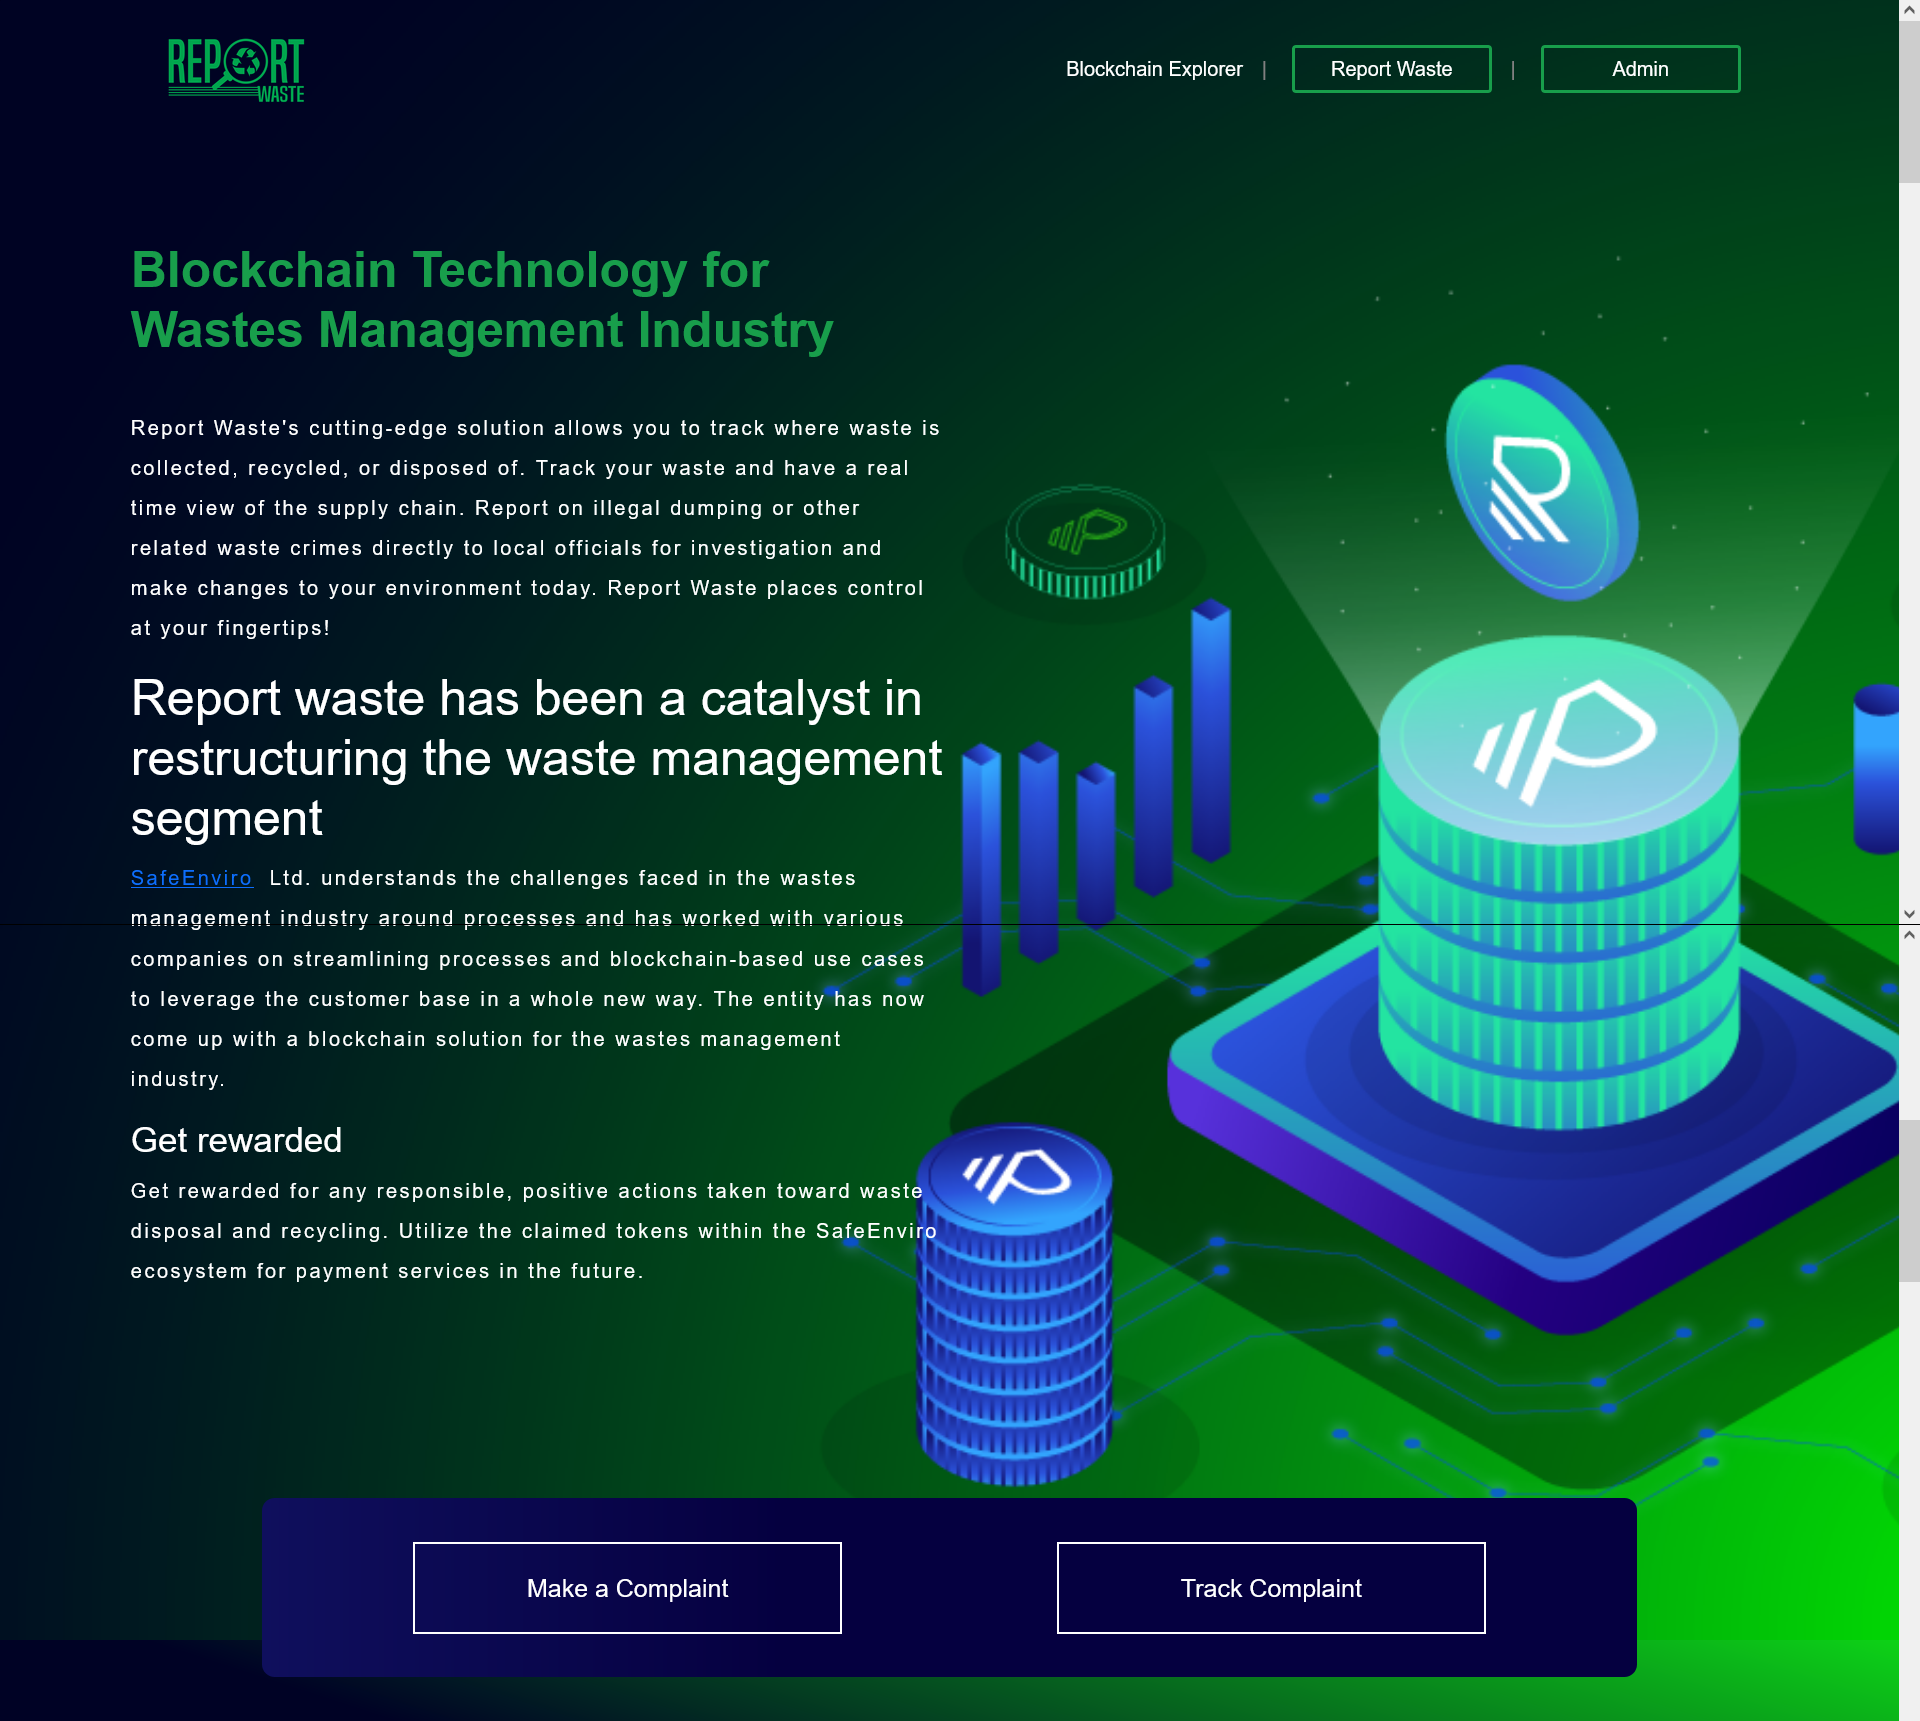 REPORT
WASTE
Blockchain Explorer | Report Waste | Admin
Blockchain Technology for
Wastes Management Industry
Report Waste's cutting-edge solution allows you to track where waste is
collected, recycled, or disposed of. Track your waste and have a real
time view of the supply chain. Report on illegal dumping or other
related waste crimes directly to local officials for investigation and
make changes to your environment today. Report Waste places control
at your fingertips!
Report waste has been a catalyst in
restructuring the waste management
segment
SafeEnviro Ltd. understands the challenges faced in the wastes
management industry around processes and has worked with various
companies on streamlining processes and blockchain-based use cases
to leverage the customer base in a whole new way. The entity has now
come up with a blockchain solution for the wastes management
industry.
Get rewarded
Get rewarded for any responsible, positive actions taken toward waste
disposal and recycling. Utilize the claimed tokens within the SafeEnviro
ecosystem for payment services in the future.
Make a Complaint
Track Complaint